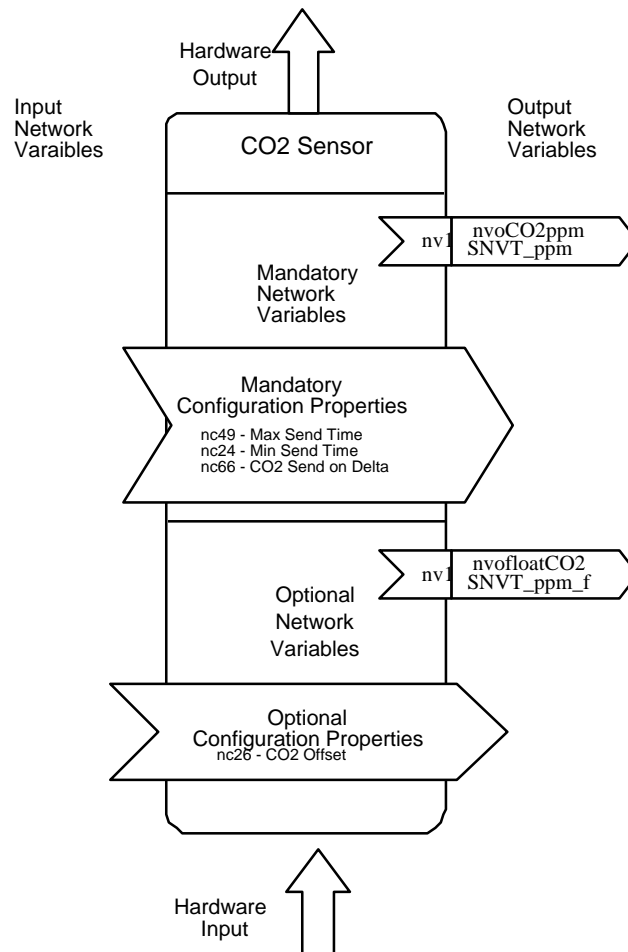 Hardware
Output
Input
Network
Varaibles
Output
Network
Variables
CO2 Sensor
nv1
nvoCO2ppm
SNVT_ppm
Mandatory
Network
Variables
Mandatory
Configuration Properties
nc49 - Max Send Time
nc24 - Min Send Time
nc66 - CO2 Send on Delta
nv1
nvofloatCO2
SNVT_ppm_f
Optional
Network
Variables
Optional
Configuration Properties
nc26 - CO2 Offset
Hardware
Input